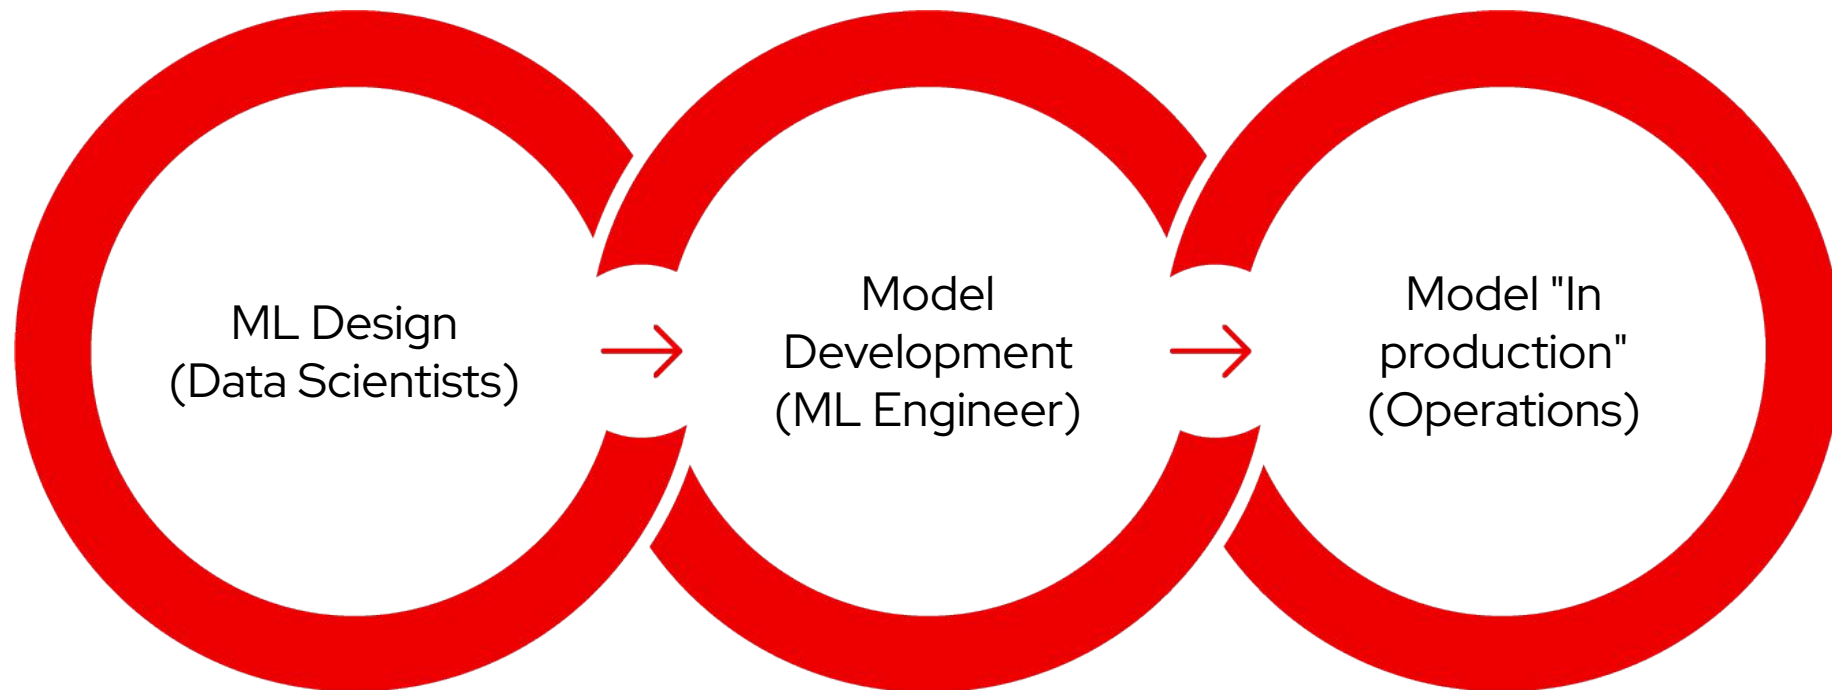 ML Design
(Data Scientists)
Model
Development
(ML Engineer)
Model "In
production"
(Operations)